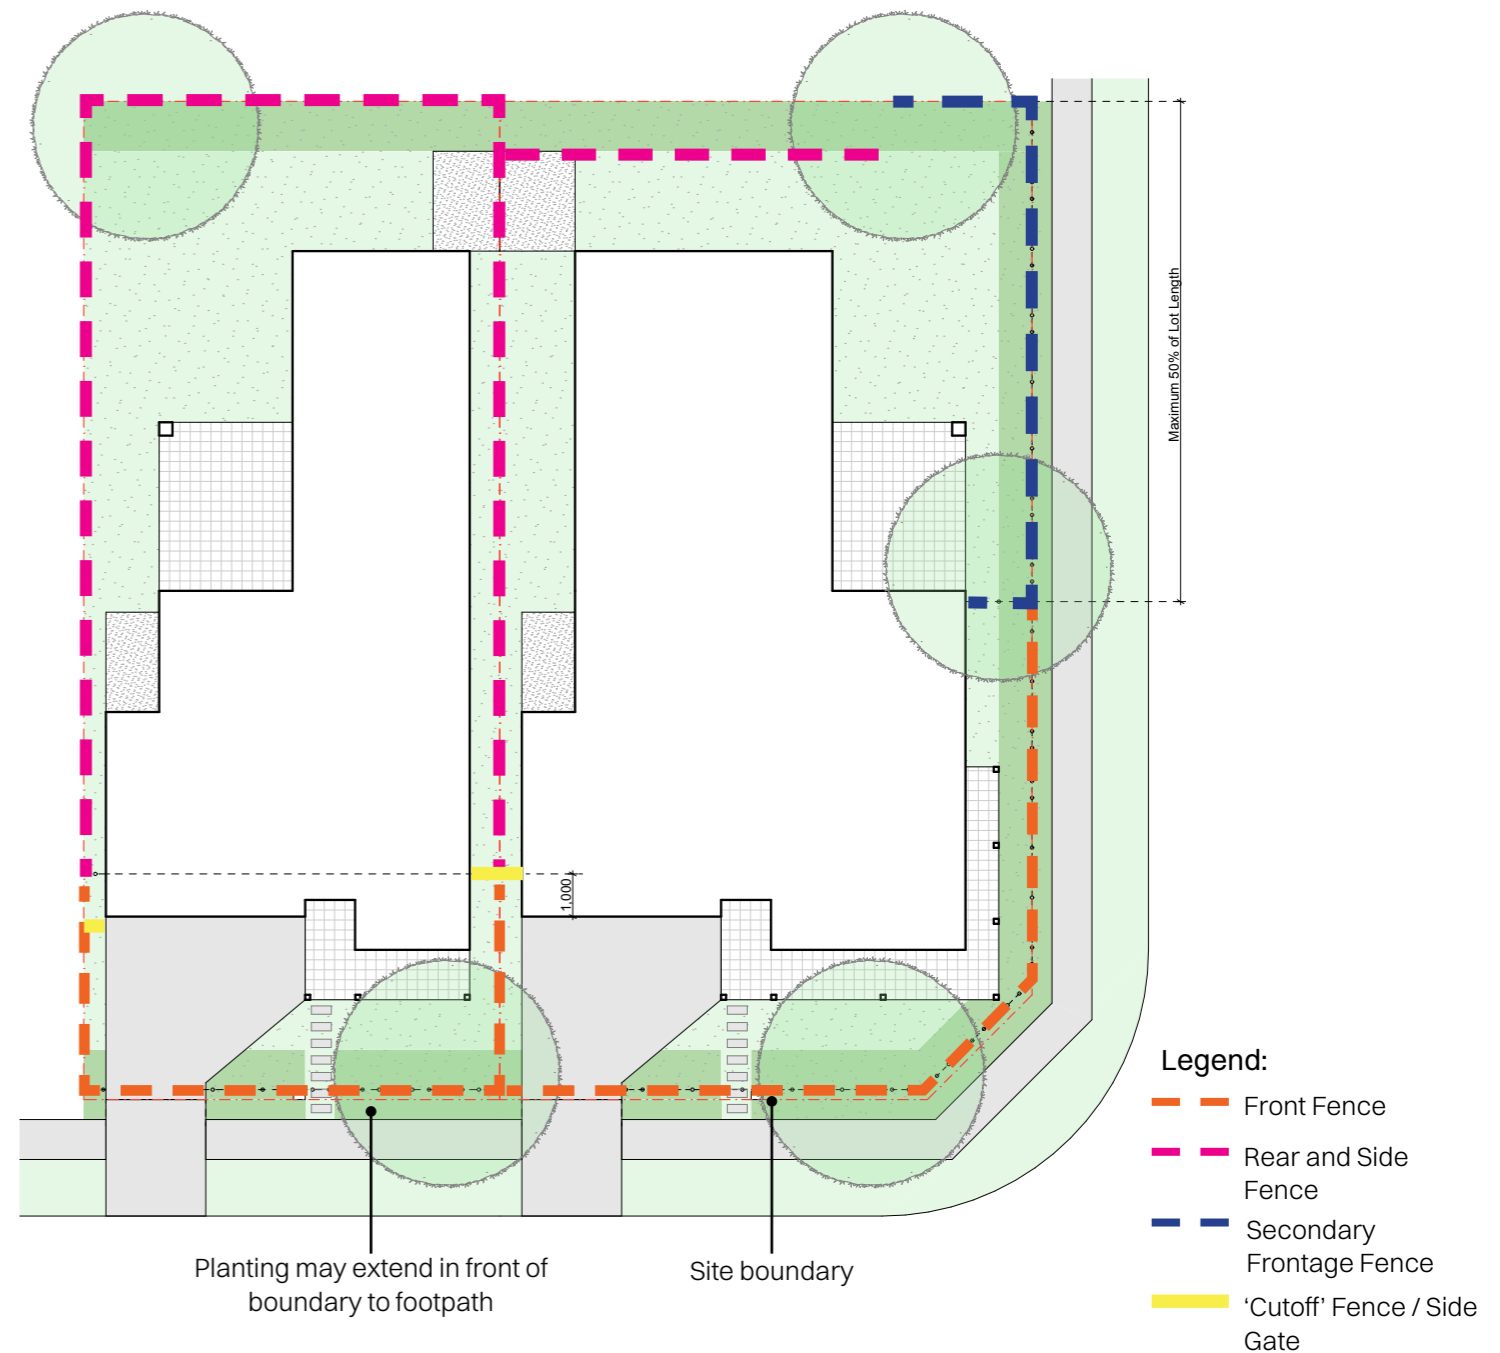 Maximum 50% of Lot Length
1,000
Legend:
Front Fence
Rear and Side
Fence
Secondary
Frontage Fence
‘Cutoff’ Fence / Side
Gate
Planting may extend in front of
boundary to footpath
Site boundary